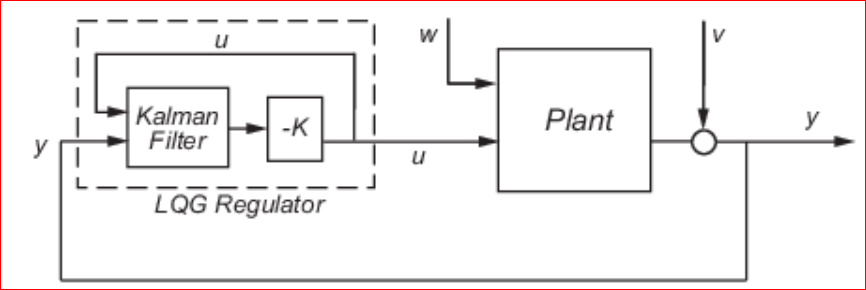 u
w
v
Kalman
Filter
-K
Plant
y
y
u
LQG Regulator